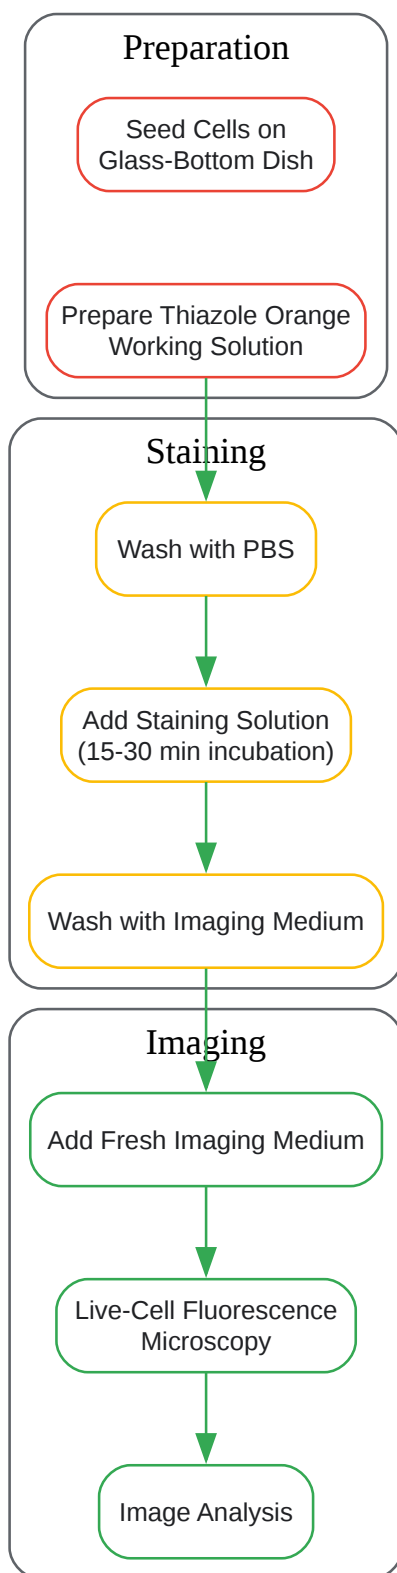 Preparation
Seed Cells on
Glass-Bottom Dish
Prepare Thiazole Orange
Working Solution
Staining
Wash with PBS
Add Staining Solution
(15-30 min incubation)
Wash with Imaging Medium
Imaging
Add Fresh Imaging Medium
Live-Cell Fluorescence
Microscopy
Image Analysis